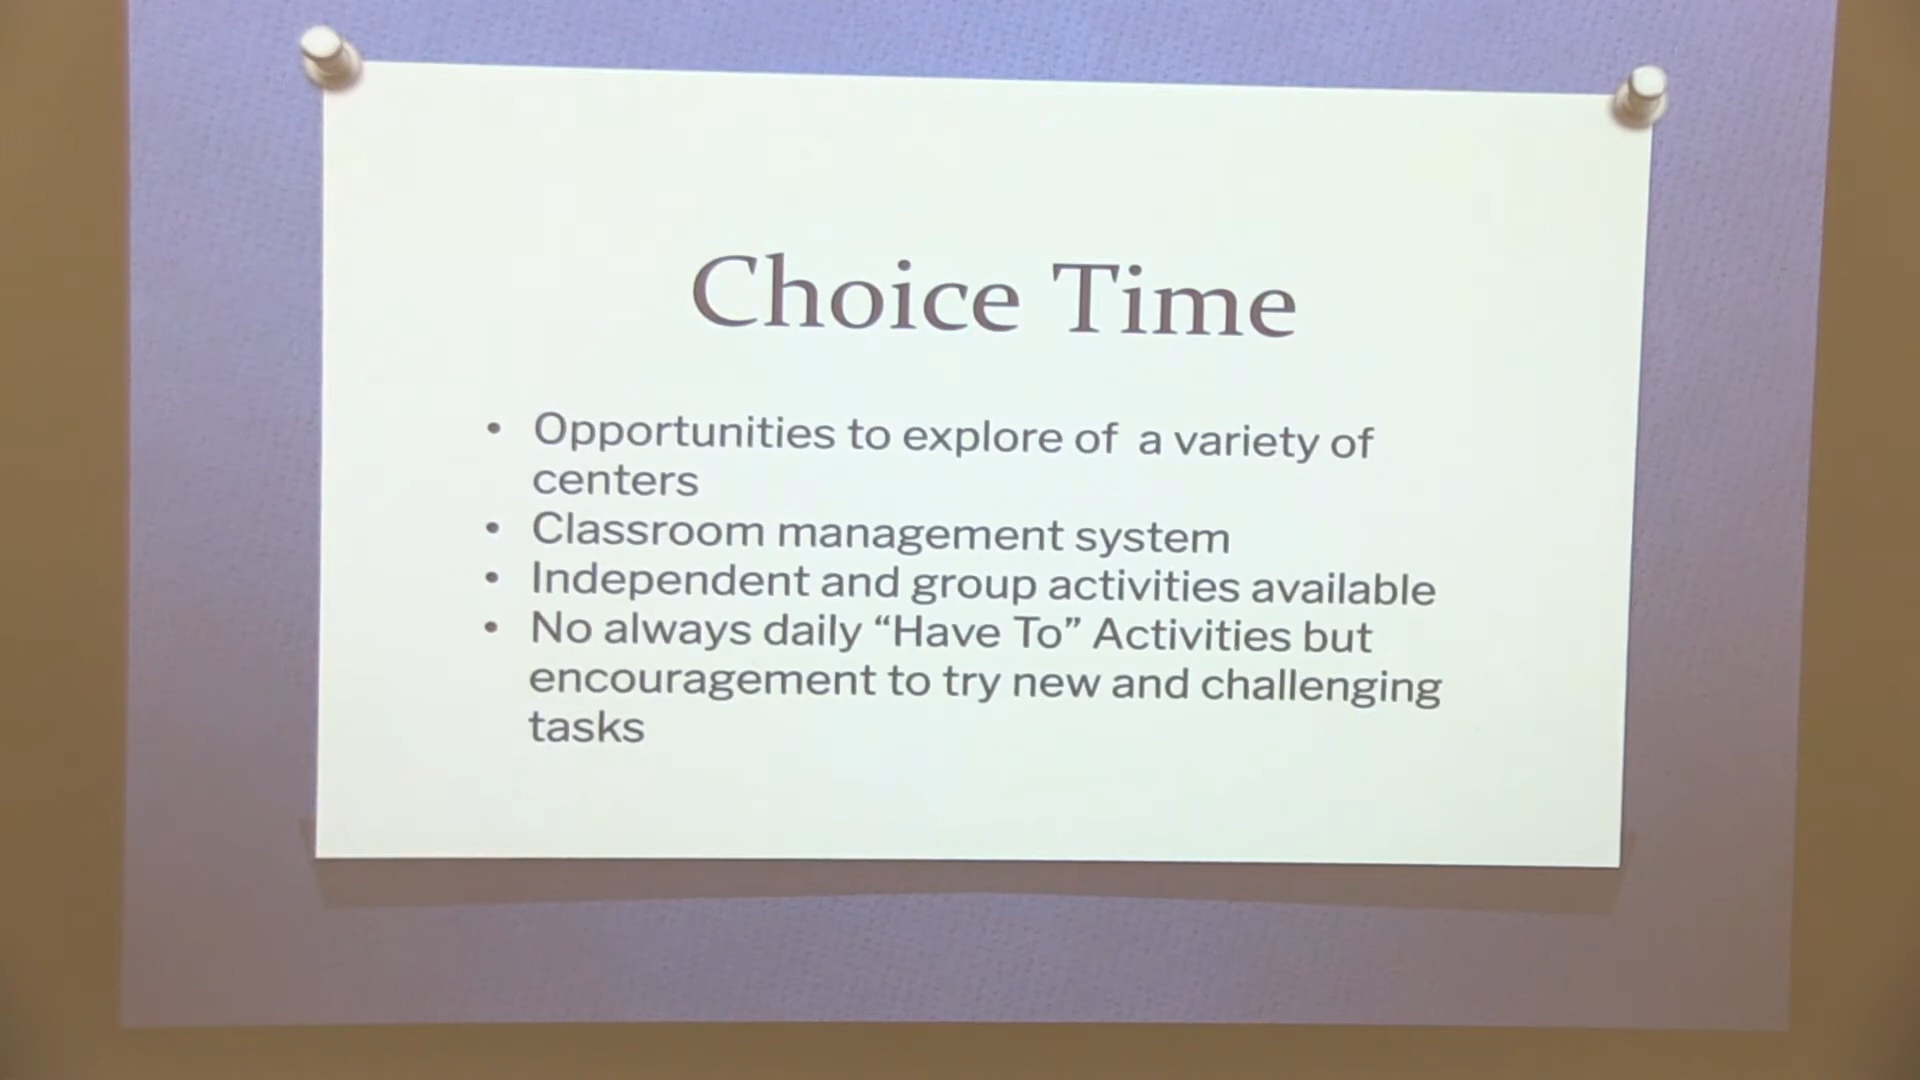 Choice Time
• Opportunities to explore of a variety of
centers
• Classroom management system
• Independent and group activities available
• No always daily “Have To” Activities but
encouragement to try new and challenging
tasks